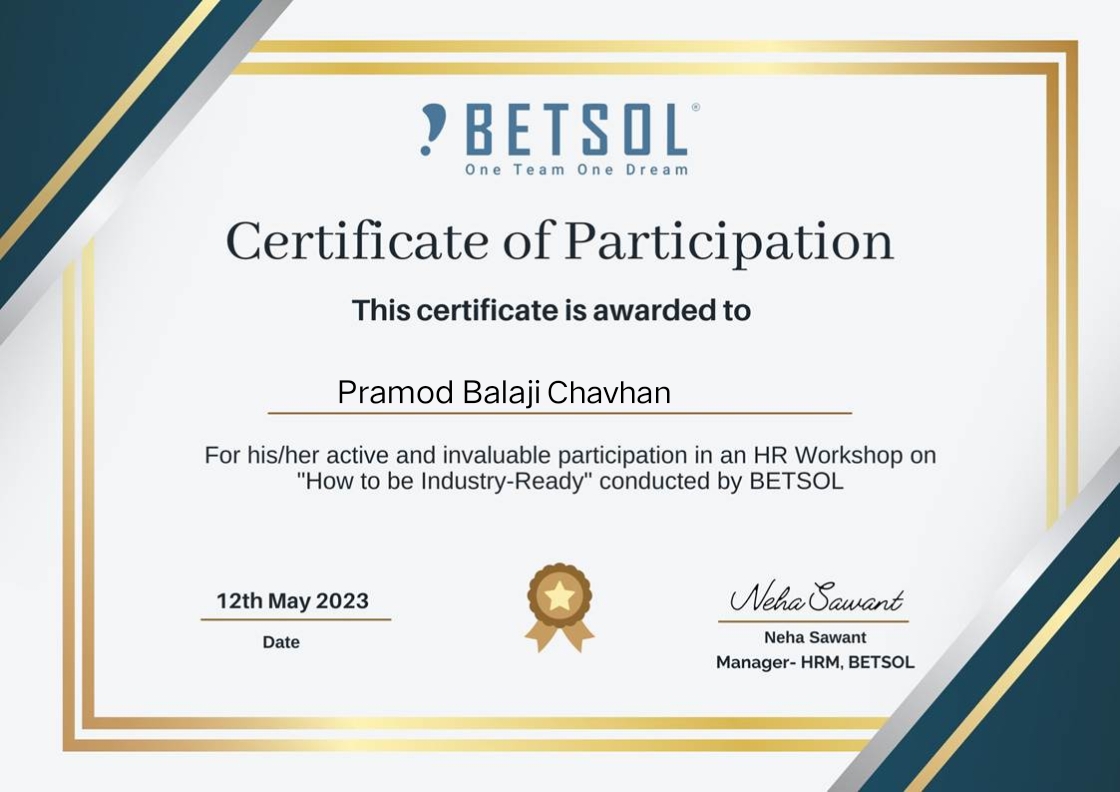 BETSOL®
One Team One Dream
Certificate of Participation
This certificate is awarded to
Pramod Balaji Chavhan
For his/her active and invaluable participation in an HR Workshop on
"How to be Industry-Ready" conducted by BETSOL
12th May 2023
Date
Neha Sawant
Neha Sawant
Manager- HRM, BETSOL